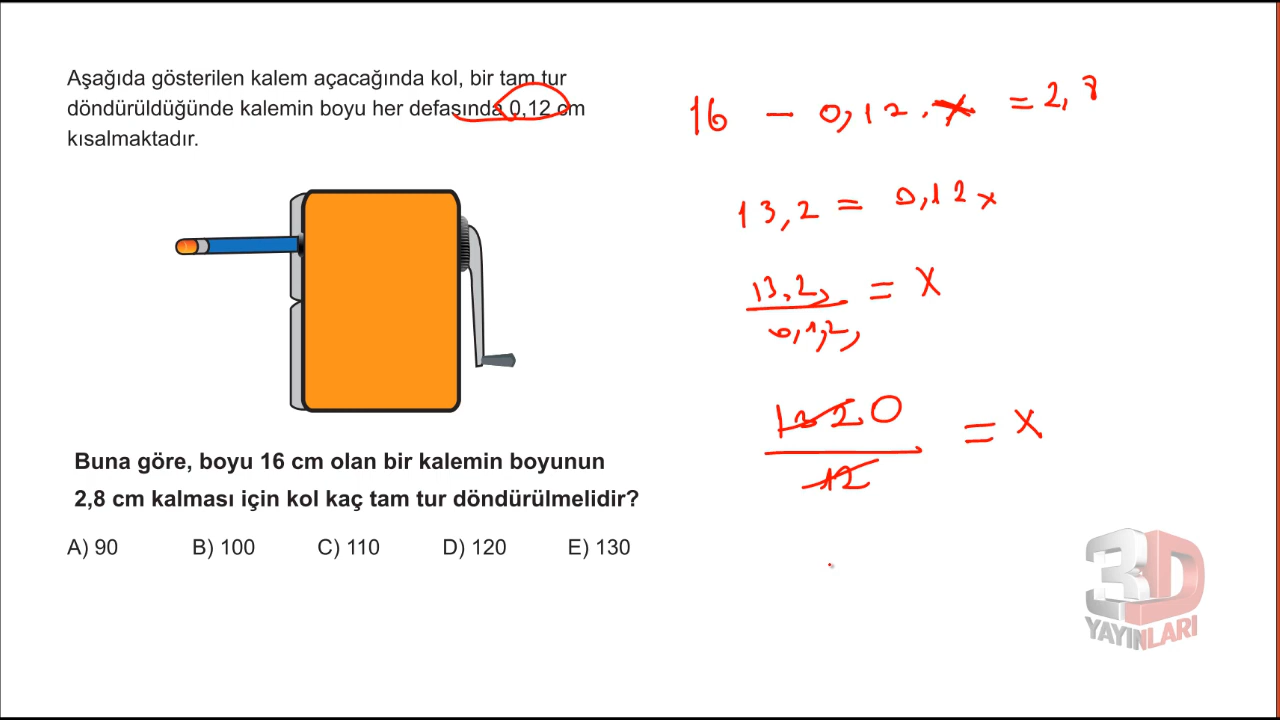 Aşağıda gösterilen kalem açacağında kol, bir tam tur
döndürüldüğünde kalemin boyu her defasında 0,12 cm
kısalmaktadır.
Buna göre, boyu 16 cm olan bir kalemin boyunun
2,8 cm kalması için kol kaç tam tur döndürülmelidir?
A) 90 B) 100 C) 110 D) 120 E) 130
16 - 0,12 . x = 2,8
13,2 = 0,12 x
13,2,
0,12,
= x
1320
12
= x
3D
YAYINLARI